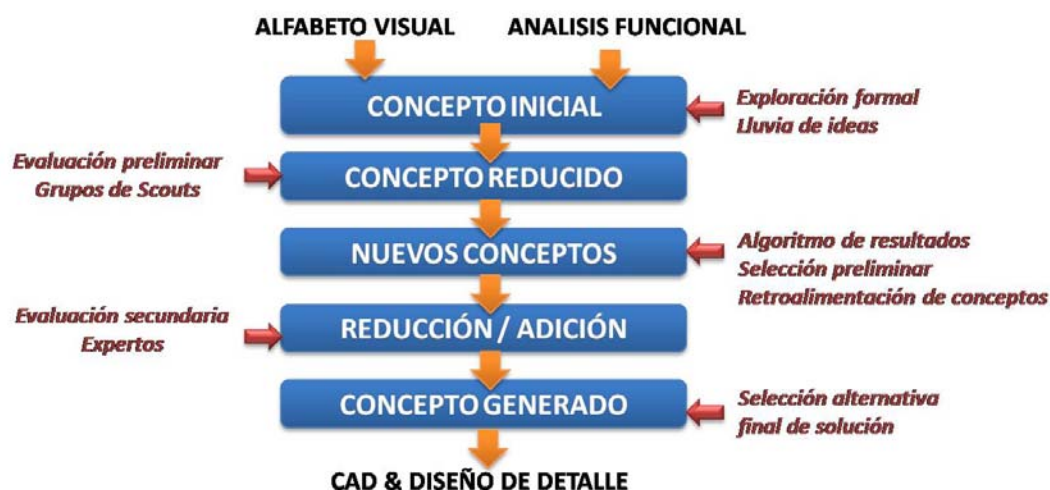 ALFABETO VISUAL
ANALISIS FUNCIONAL
CONCEPTO INICIAL
Exploración formal
Lluvia de ideas
Evaluación preliminar
Grupos de Scouts
CONCEPTO REDUCIDO
NUEVOS CONCEPTOS
Algoritmo de resultados
Selección preliminar
Retroalimentación de conceptos
Evaluación secundaria
Expertos
REDUCCIÓN / ADICIÓN
CONCEPTO GENERADO
Selección alternativa
final de solución
CAD & DISEÑO DE DETALLE